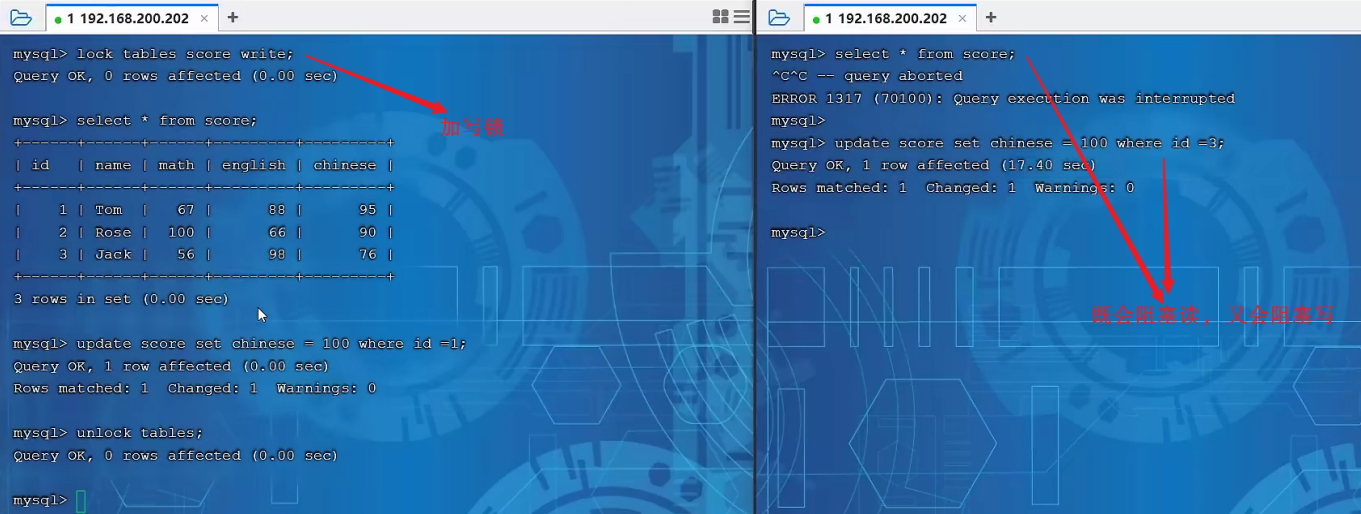 1 192.168.200.202 × +
mysql> lock tables score write;
Query OK, 0 rows affected (0.00 sec)
加写锁
mysql> select * from score;
+------+------+------+---------+---------+
| id   | name | math | english | chinese |
+------+------+------+---------+---------+
|    1 | Tom  |   67 |      88 |      95 |
|    2 | Rose |  100 |      66 |      90 |
|    3 | Jack |   56 |      98 |      76 |
+------+------+------+---------+---------+
3 rows in set (0.00 sec)
mysql> update score set chinese = 100 where id =1;
Query OK, 1 row affected (0.00 sec)
Rows matched: 1  Changed: 1  Warnings: 0
mysql> unlock tables;
Query OK, 0 rows affected (0.00 sec)
mysql>
1 192.168.200.202 × +
mysql> select * from score;
^C^C -- query aborted
ERROR 1317 (70100): Query execution was interrupted
mysql>
mysql> update score set chinese = 100 where id =3;
Query OK, 1 row affected (17.40 sec)
Rows matched: 1  Changed: 1  Warnings: 0
mysql>
既会阻塞读，又会阻塞写